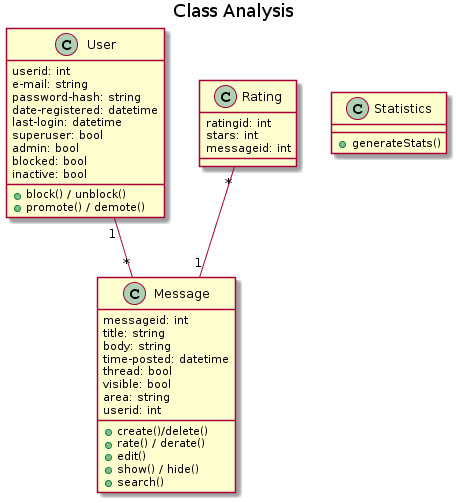 Class Analysis
C User
userid: int
e-mail: string
password-hash: string
date-registered: datetime
last-login: datetime
superuser: bool
admin: bool
blocked: bool
inactive: bool
block() / unblock()
promote() / demote()
C Rating
ratingid: int
stars: int
messageid: int
C Statistics
generateStats()
1
*
*
1
C Message
messageid: int
title: string
body: string
time-posted: datetime
thread: bool
visible: bool
area: string
userid: int
create()/delete()
rate() / derate()
edit()
show() / hide()
search()